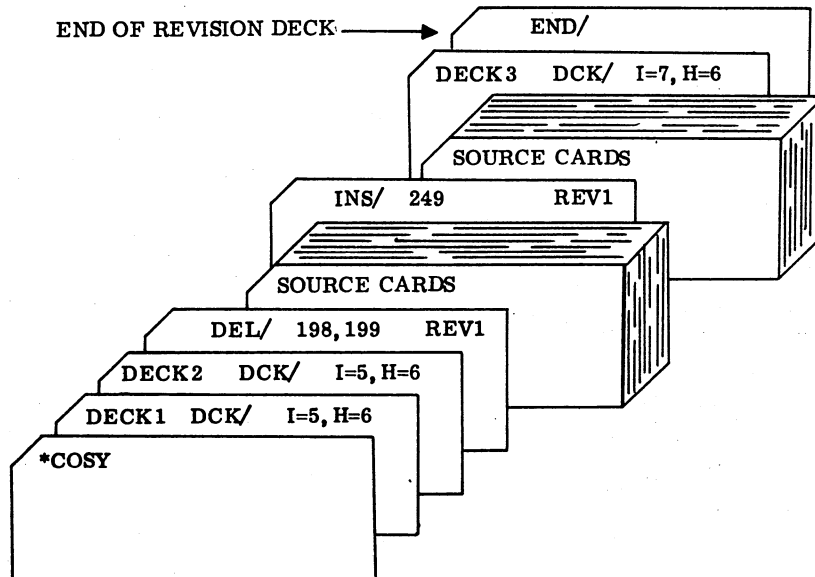 END OF REVISION DECK
END/
DECK3 DCK/ I=7, H=6
SOURCE CARDS
INS/ 249 REV1
SOURCE CARDS
DEL/ 198,199 REV1
DECK2 DCK/ I=5, H=6
DECK1 DCK/ I=5, H=6
*COSY